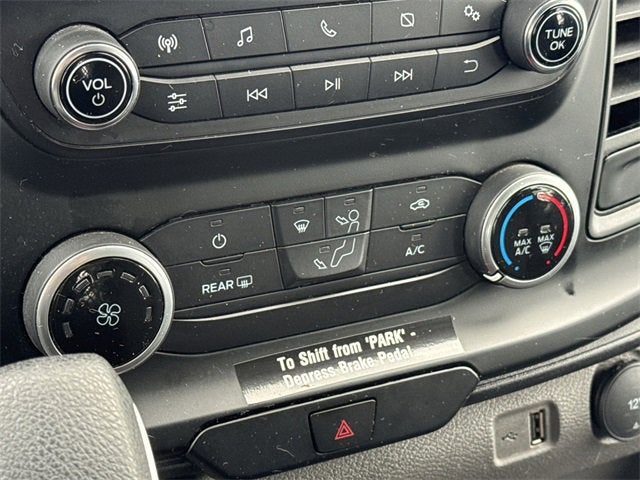 VOL
TUNE
OK
REAR
A/C
MAX
A/C
MAX
To Shift from 'PARK' -
Depress-Brake-Pedal
12V